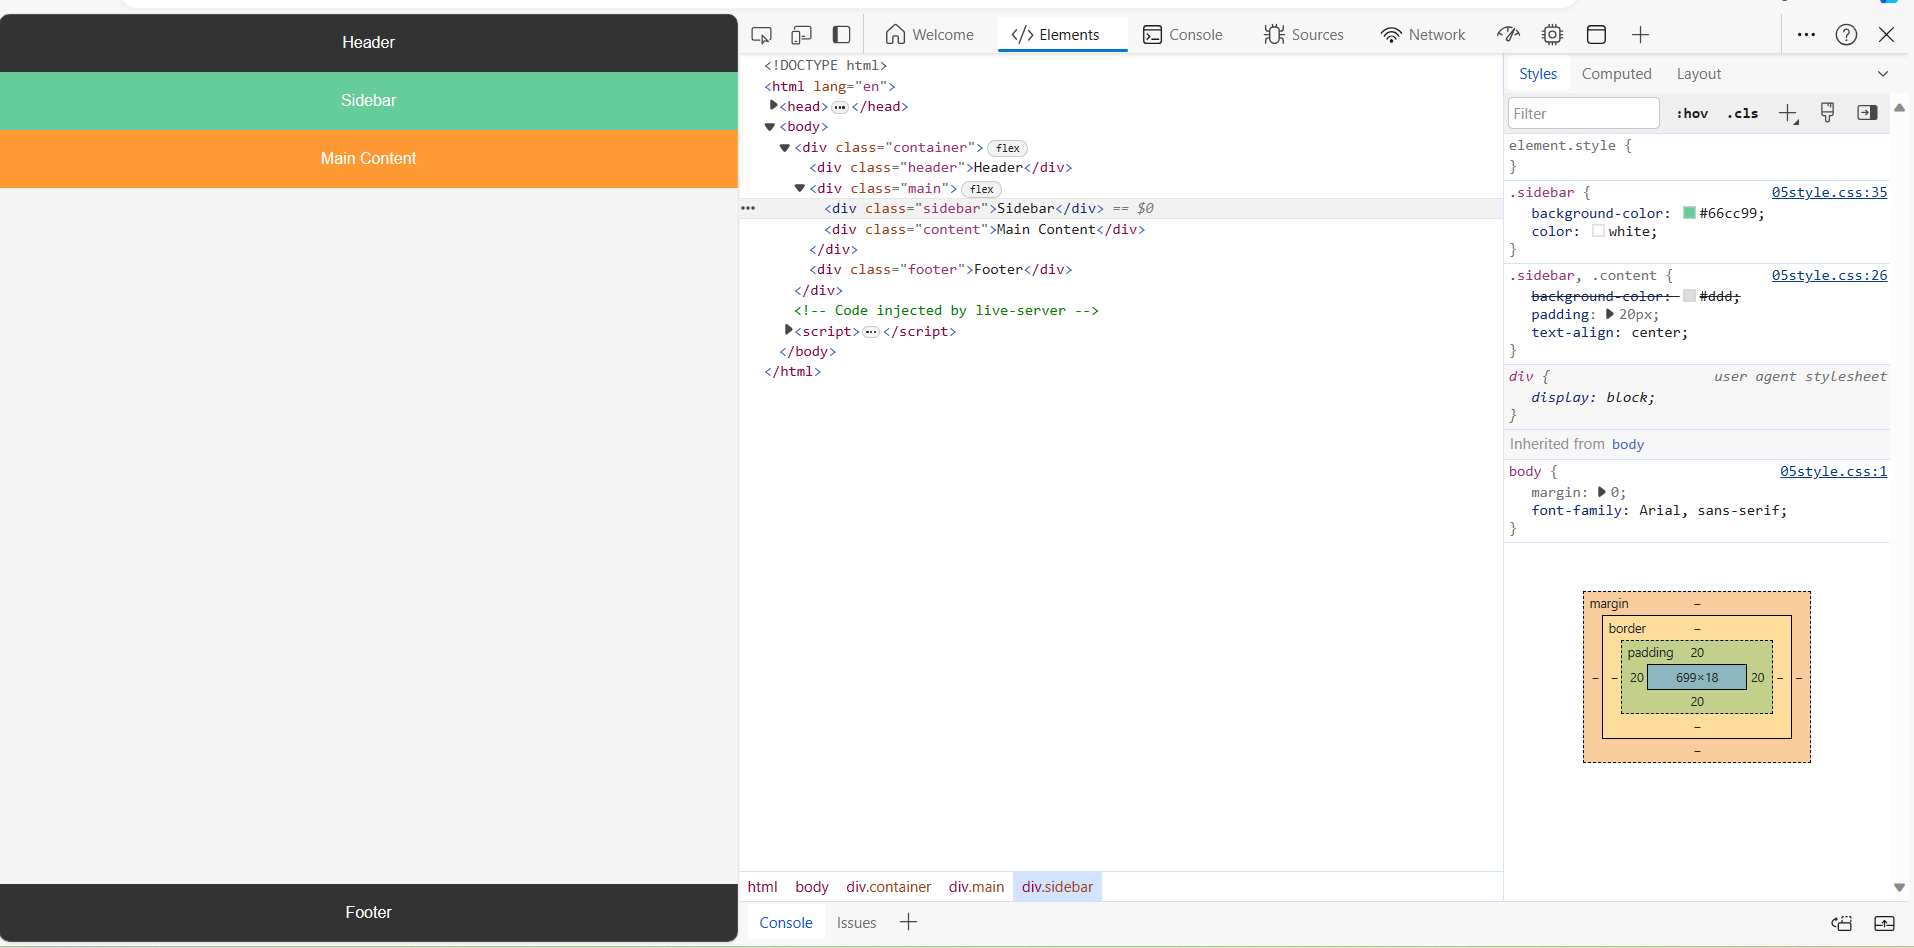 Header
Sidebar
Main Content
Footer
Welcome
</> Elements
Console
Sources
Network
<!DOCTYPE html>
<html lang="en">
<head>…</head>
<body>
<div class="container"> flex
<div class="header">Header</div>
<div class="main"> flex
<div class="sidebar">Sidebar</div> == $0
<div class="content">Main Content</div>
</div>
<div class="footer">Footer</div>
</div>
<!-- Code injected by live-server -->
<script>…</script>
</body>
</html>
html body div.container div.main div.sidebar
Console Issues
Styles Computed Layout
Filter :hov .cls
element.style {
}
.sidebar { 05style.css:35
background-color: #66cc99;
color: white;
}
.sidebar, .content { 05style.css:26
background-color: #ddd;
padding: 20px;
text-align: center;
}
div { user agent stylesheet
display: block;
}
Inherited from body
body { 05style.css:1
margin: 0;
font-family: Arial, sans-serif;
}
margin –
border –
padding 20
– – 20 699×18 20 – –
20
–
–